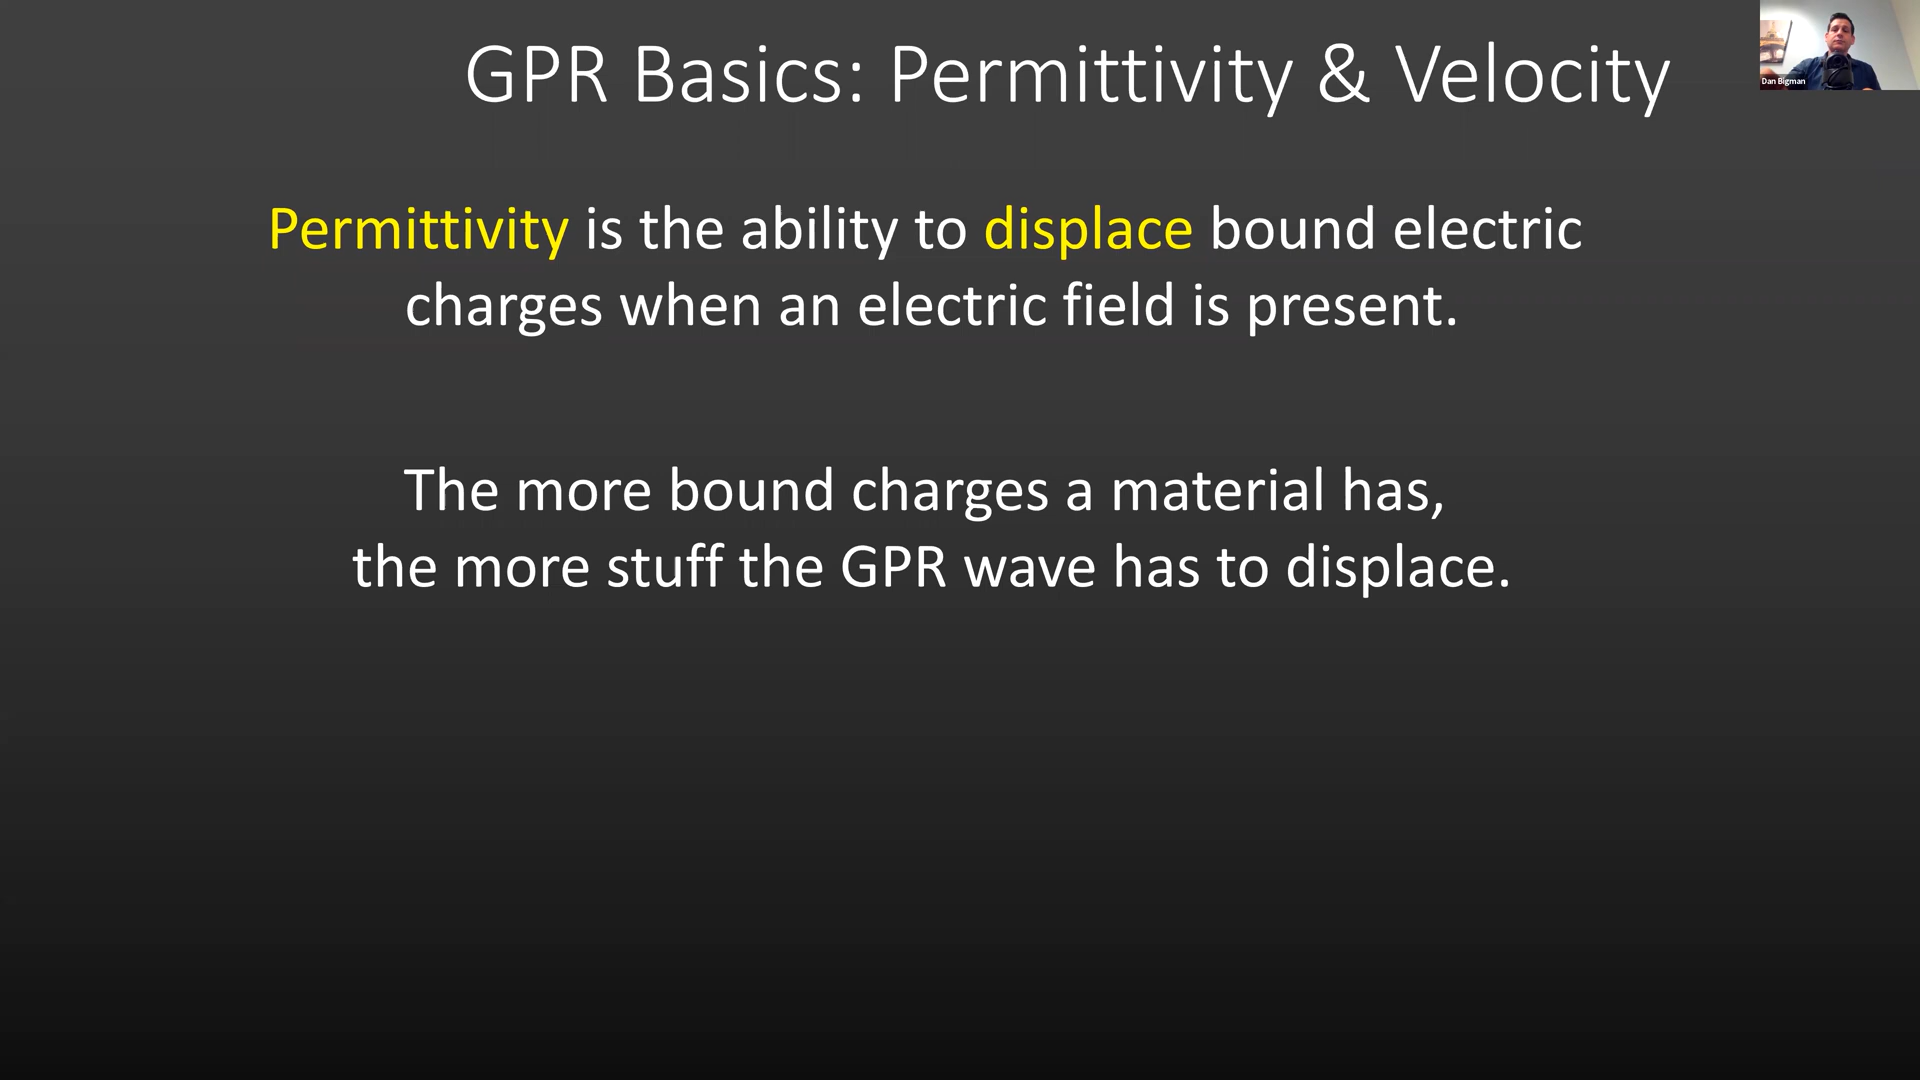 GPR Basics: Permittivity & Velocity
Dan Bigman
Permittivity is the ability to displace bound electric
charges when an electric field is present.
The more bound charges a material has,
the more stuff the GPR wave has to displace.